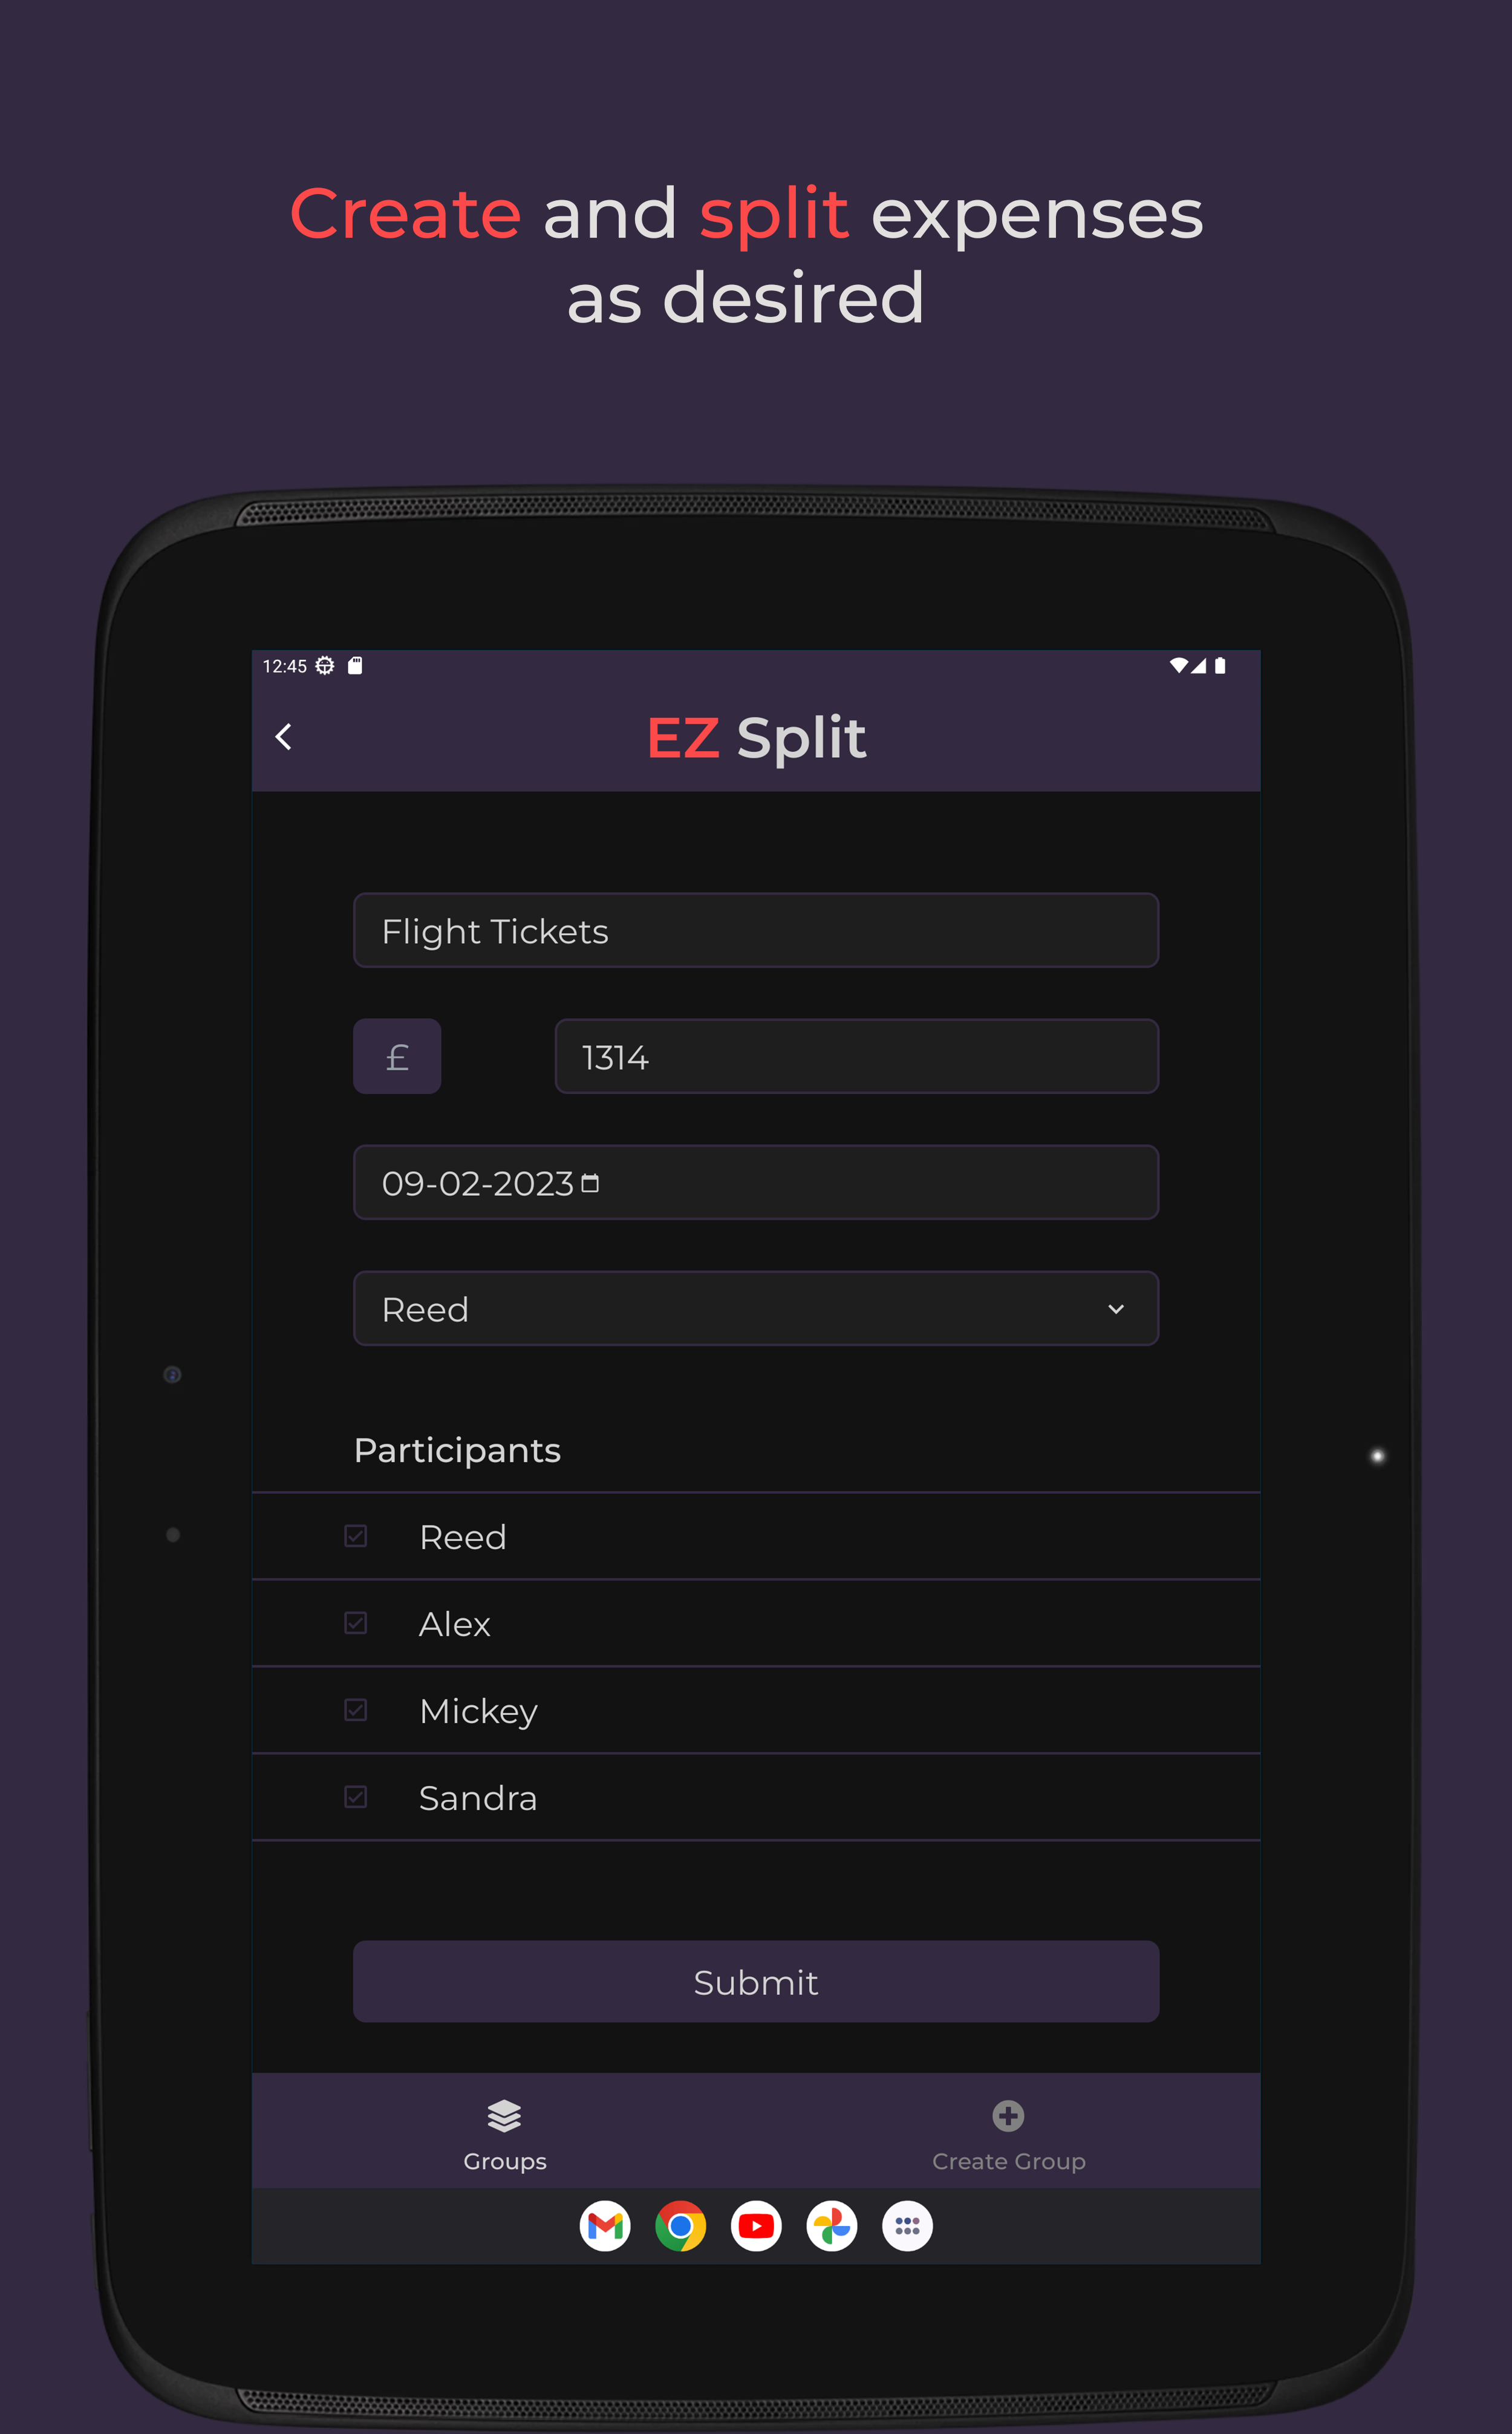 Create and split expenses
as desired
12:45
EZ Split
Flight Tickets
£ 1314
09-02-2023
Reed
Participants
Reed
Alex
Mickey
Sandra
Submit
Groups Create Group